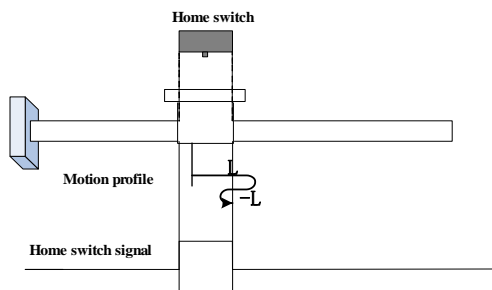 Home switch
L
Motion profile
−L
Home switch signal